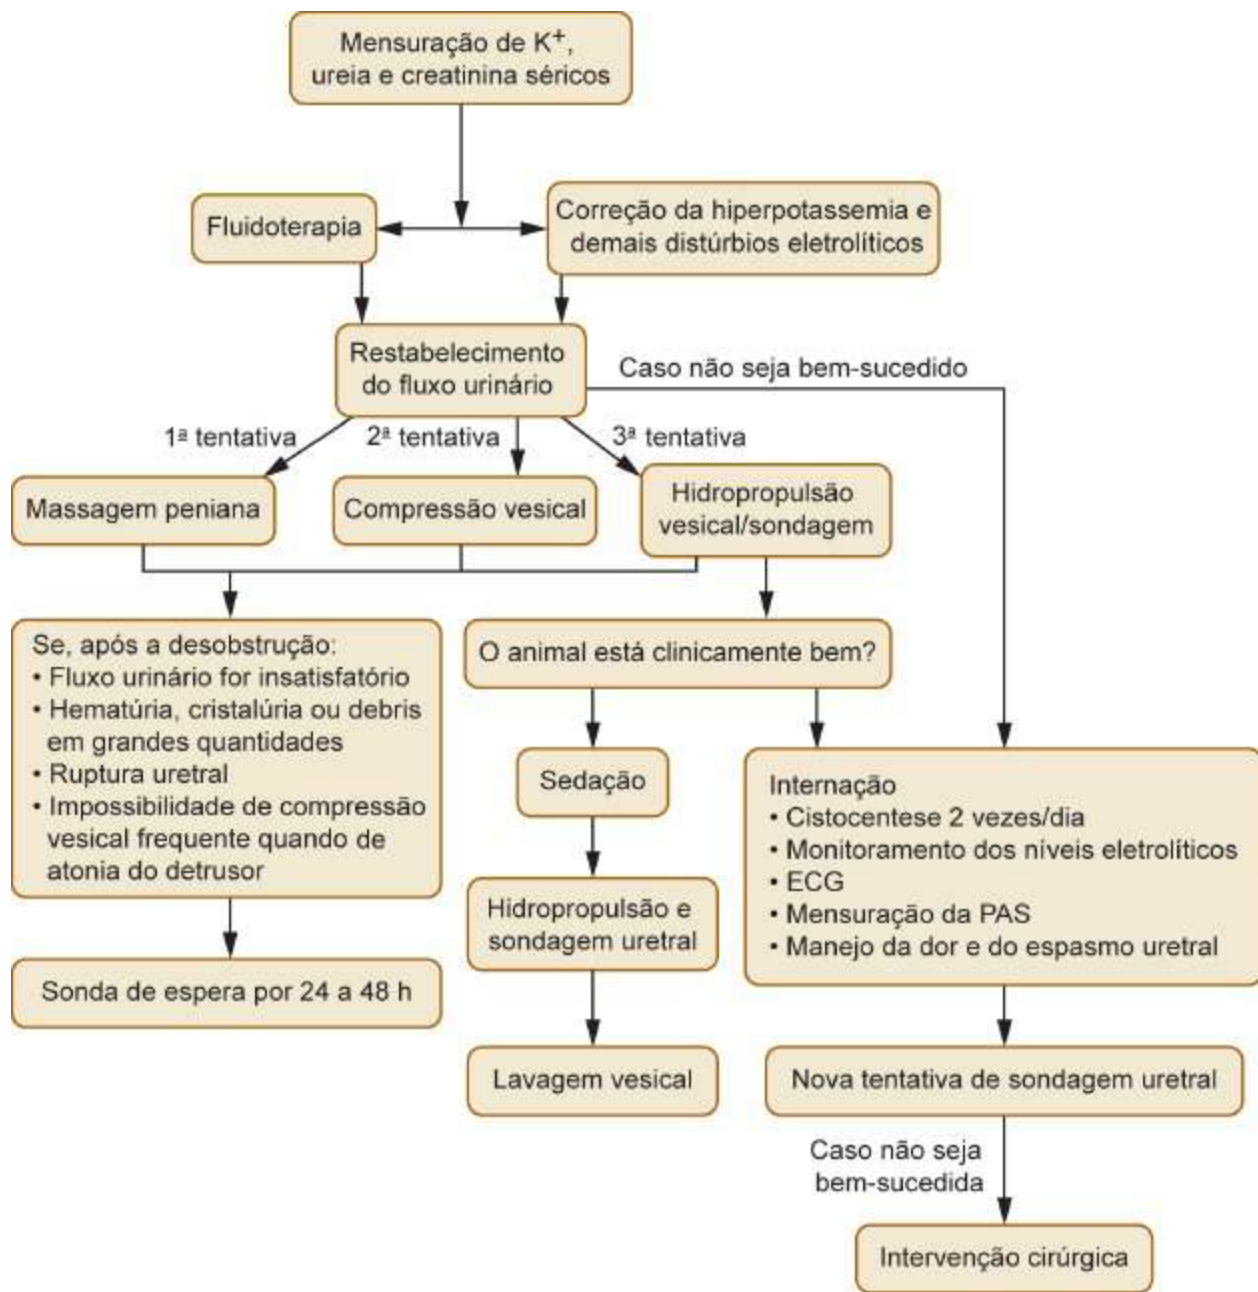 Mensuração de K⁺,
ureia e creatinina séricos
Fluidoterapia
Correção da hiperpotassemia e
demais distúrbios eletrolíticos
Restabelecimento
do fluxo urinário
Caso não seja bem-sucedido
1ª tentativa
2ª tentativa
3ª tentativa
Massagem peniana
Compressão vesical
Hidropropulsão
vesical/sondagem
Se, após a desobstrução:
• Fluxo urinário for insatisfatório
• Hematúria, cristalúria ou debris
em grandes quantidades
• Ruptura uretral
• Impossibilidade de compressão
vesical frequente quando de
atonia do detrusor
Sonda de espera por 24 a 48 h
O animal está clinicamente bem?
Sedação
Hidropropulsão e
sondagem uretral
Lavagem vesical
Internação
• Cistocentese 2 vezes/dia
• Monitoramento dos níveis eletrolíticos
• ECG
• Mensuração da PAS
• Manejo da dor e do espasmo uretral
Nova tentativa de sondagem uretral
Caso não seja
bem-sucedida
Intervenção cirúrgica